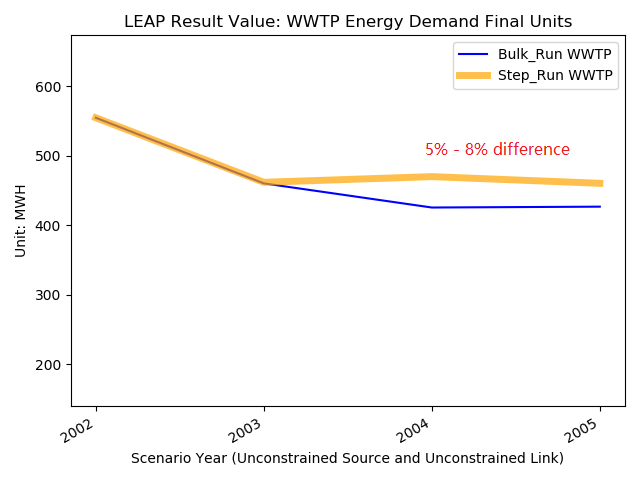 LEAP Result Value: WWTP Energy Demand Final Units
Bulk_Run WWTP
Step_Run WWTP
5% - 8% difference
Unit: MWH
600
500
400
300
200
2002
2003
2004
2005
Scenario Year (Unconstrained Source and Unconstrained Link)